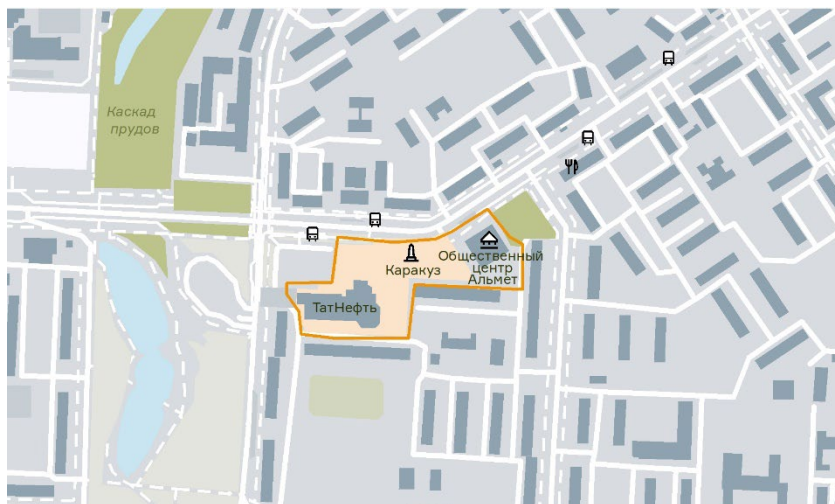 Каскад
прудов
Каракуз
Общественный
центр
Альмет
ТатНефть